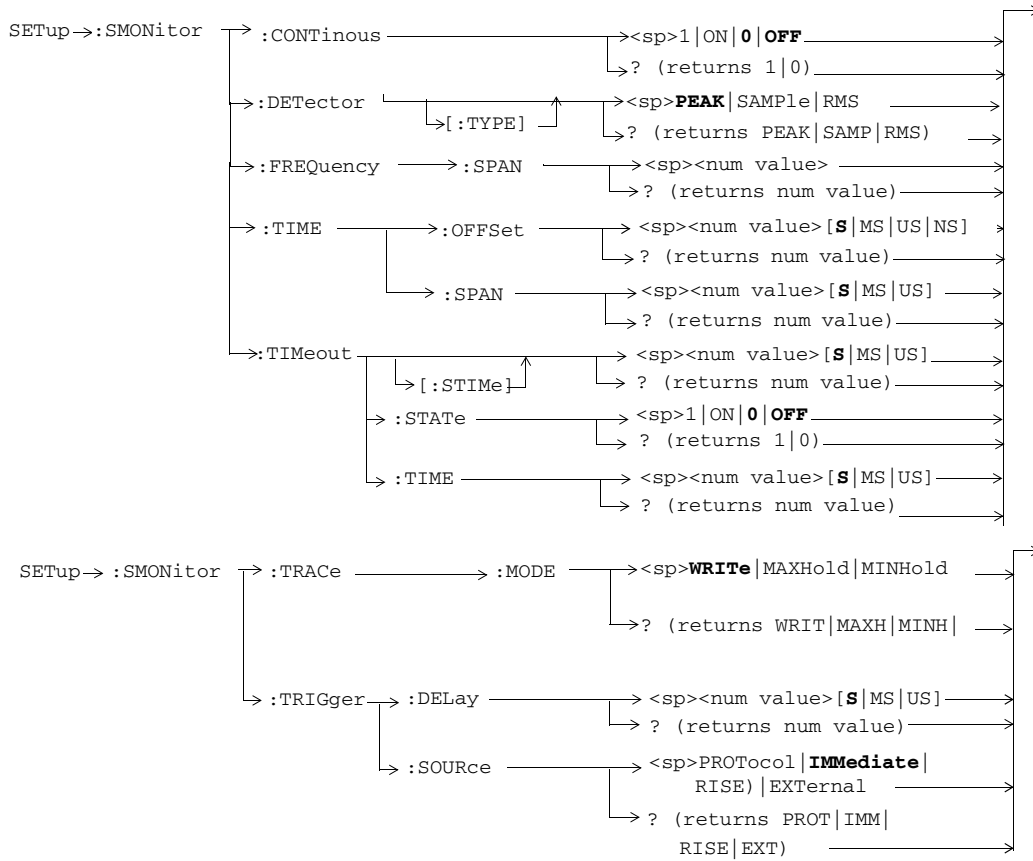 SETup :SMONitor :CONTinous <sp>1|ON|0|OFF
? (returns 1|0)
:DETector <sp>PEAK|SAMPle|RMS
[:TYPE] ? (returns PEAK|SAMP|RMS)
:FREQuency :SPAN <sp><num value>
? (returns num value)
:TIME :OFFSet <sp><num value>[S|MS|US|NS]
? (returns num value)
:SPAN <sp><num value>[S|MS|US]
? (returns num value)
:TIMeout <sp><num value>[S|MS|US]
[:STIMe] ? (returns num value)
:STATe <sp>1|ON|0|OFF
? (returns 1|0)
:TIME <sp><num value>[S|MS|US]
? (returns num value)
SETup :SMONitor :TRACe :MODE <sp>WRITe|MAXHold|MINHold
? (returns WRIT|MAXH|MINH|
:TRIGger :DELay <sp><num value>[S|MS|US]
? (returns num value)
:SOURce <sp>PROTocol|IMMediate|
RISE)|EXTernal
? (returns PROT|IMM|
RISE|EXT)